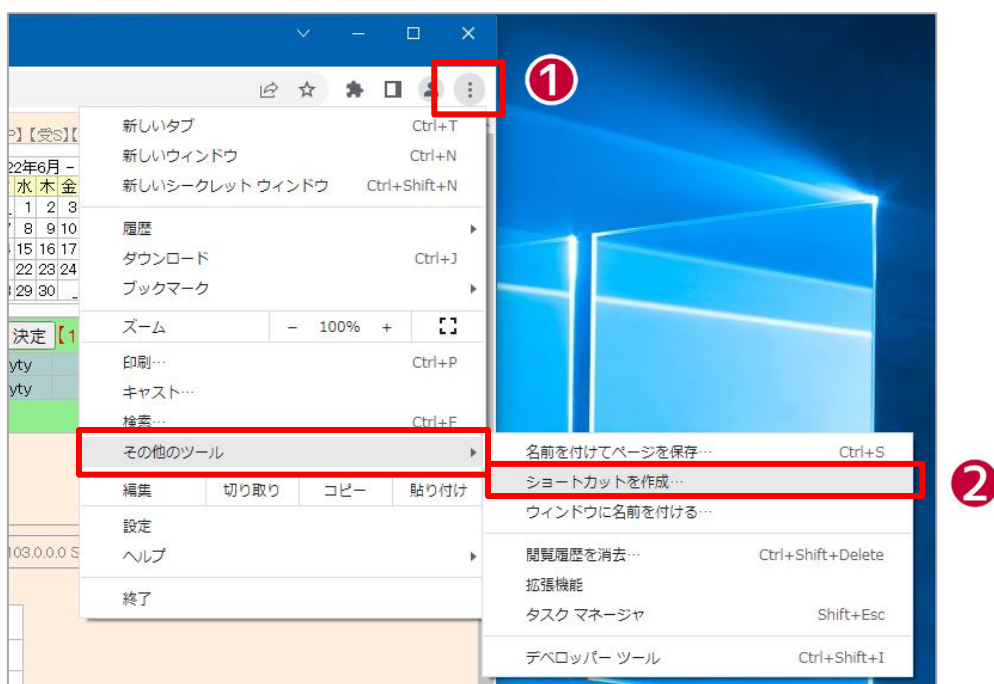 ❶
P】【受S】【
新しいタブ Ctrl+T
新しいウィンドウ Ctrl+N
新しいシークレット ウィンドウ Ctrl+Shift+N
22年6月 -
水 木 金
1 2 3
8 9 10
15 16 17
22 23 24
29 30 _
履歴
ダウンロード Ctrl+J
ブックマーク
ズーム - 100% +
決定 【1
yty
yty
印刷…
Ctrl+P
キャスト…
検索… Ctrl+F
その他のツール
編集 切り取り コピー 貼り付け
設定
ヘルプ
103.0.0.0 S
終了
名前を付けてページを保存… Ctrl+S
ショートカットを作成…
❷
ウィンドウに名前を付ける…
閲覧履歴を消去… Ctrl+Shift+Delete
拡張機能
タスク マネージャ Shift+Esc
デベロッパー ツール Ctrl+Shift+I